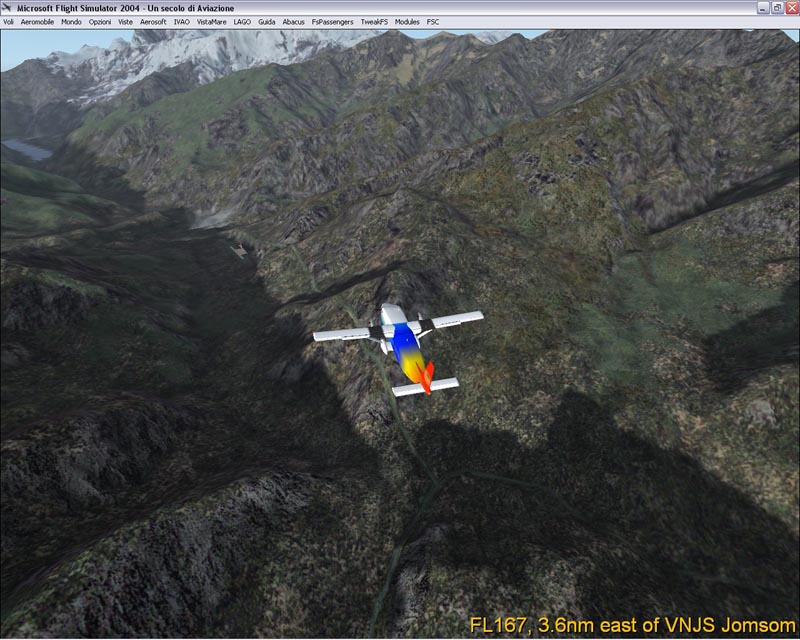 Microsoft Flight Simulator 2004 - Un secolo di Aviazione
Voli Aeromobile Mondo Opzioni Viste Aerosoft IVAO VistaMare LAGO Guida Abacus FsPassengers TweakFS Modules FSC
FL167, 3.6nm east of VNJS Jomsom